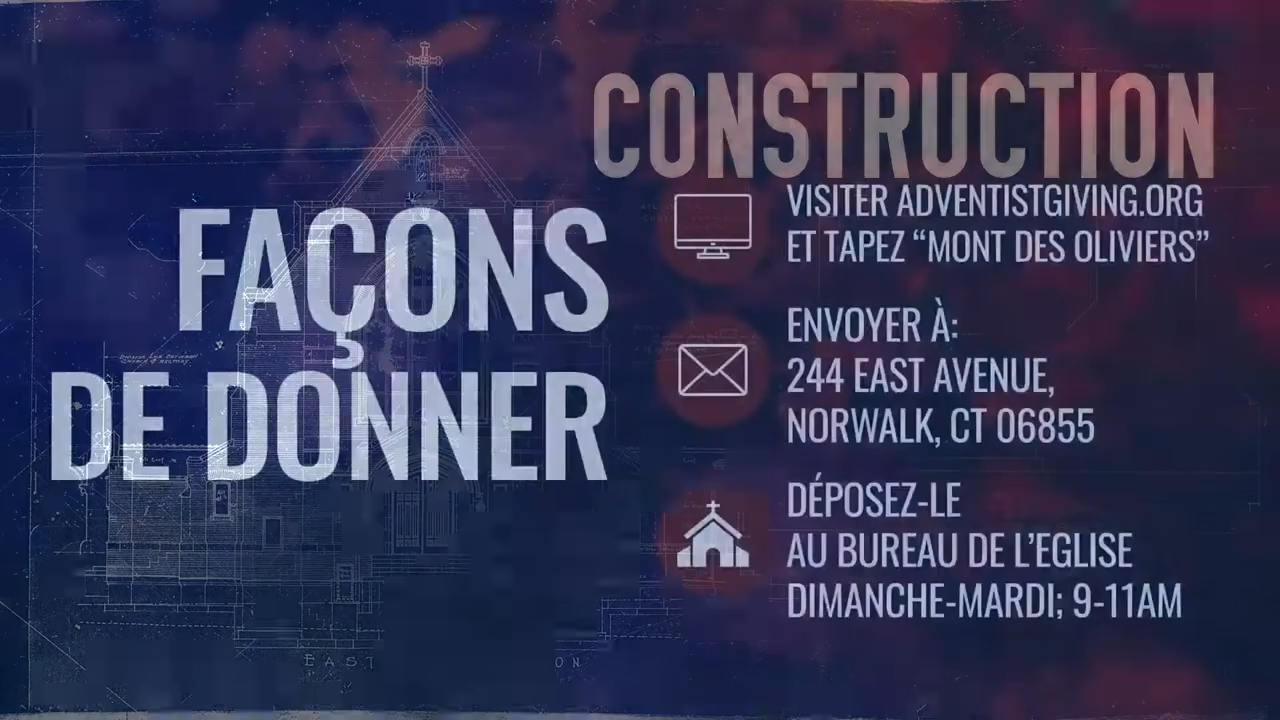 FAÇONS
DE DONNER
CONSTRUCTION
VISITER ADVENTISTGIVING.ORG
ET TAPEZ “MONT DES OLIVIERS”
ENVOYER À:
244 EAST AVENUE,
NORWALK, CT 06855
DÉPOSEZ-LE
AU BUREAU DE L’EGLISE
DIMANCHE-MARDI; 9-11AM
EAST